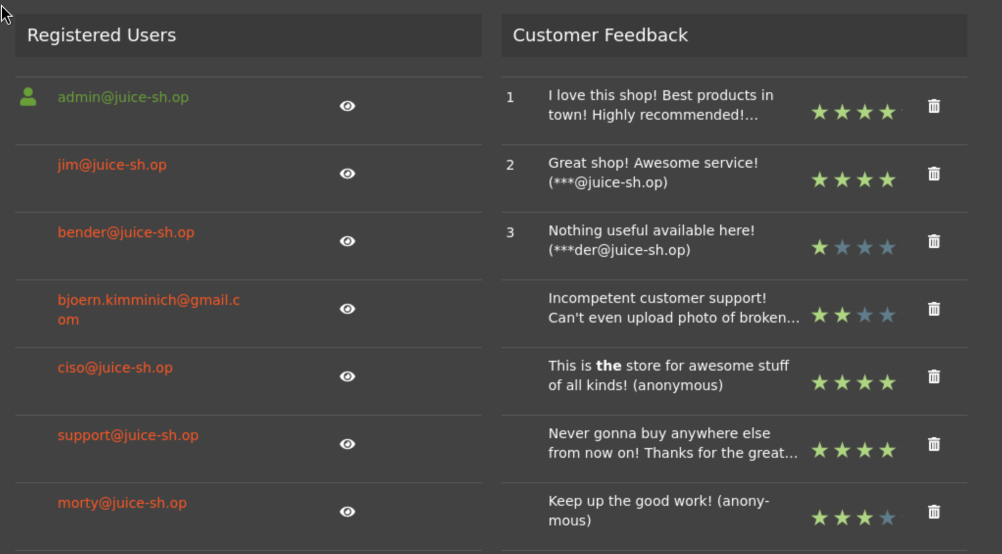 Registered Users
admin@juice-sh.op
jim@juice-sh.op
bender@juice-sh.op
bjoern.kimminich@gmail.c
om
ciso@juice-sh.op
support@juice-sh.op
morty@juice-sh.op
Customer Feedback
1
I love this shop! Best products in
town! Highly recommended!...
2
Great shop! Awesome service!
(***@juice-sh.op)
3
Nothing useful available here!
(***der@juice-sh.op)
Incompetent customer support!
Can't even upload photo of broken...
This is the store for awesome stuff
of all kinds! (anonymous)
Never gonna buy anywhere else
from now on! Thanks for the great...
Keep up the good work! (anony-
mous)